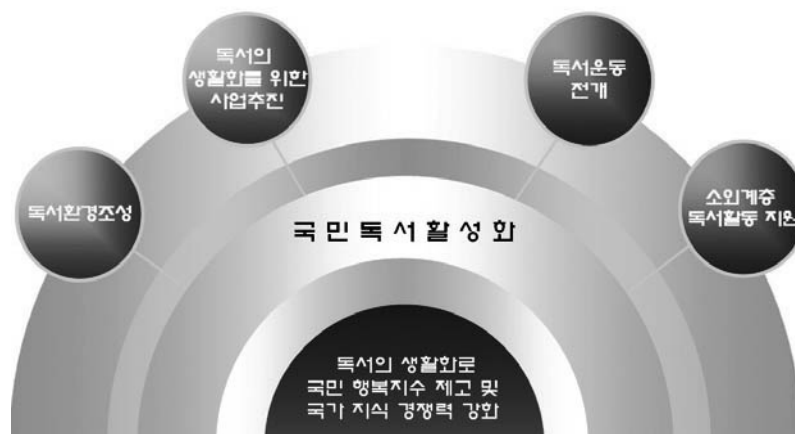 독서의
생활화를 위한
사업추진
독서운동
전개
독서환경조성
소외계층
독서활동 지원
국민독서활성화
독서의 생활화로
국민 행복지수 제고 및
국가 지식 경쟁력 강화